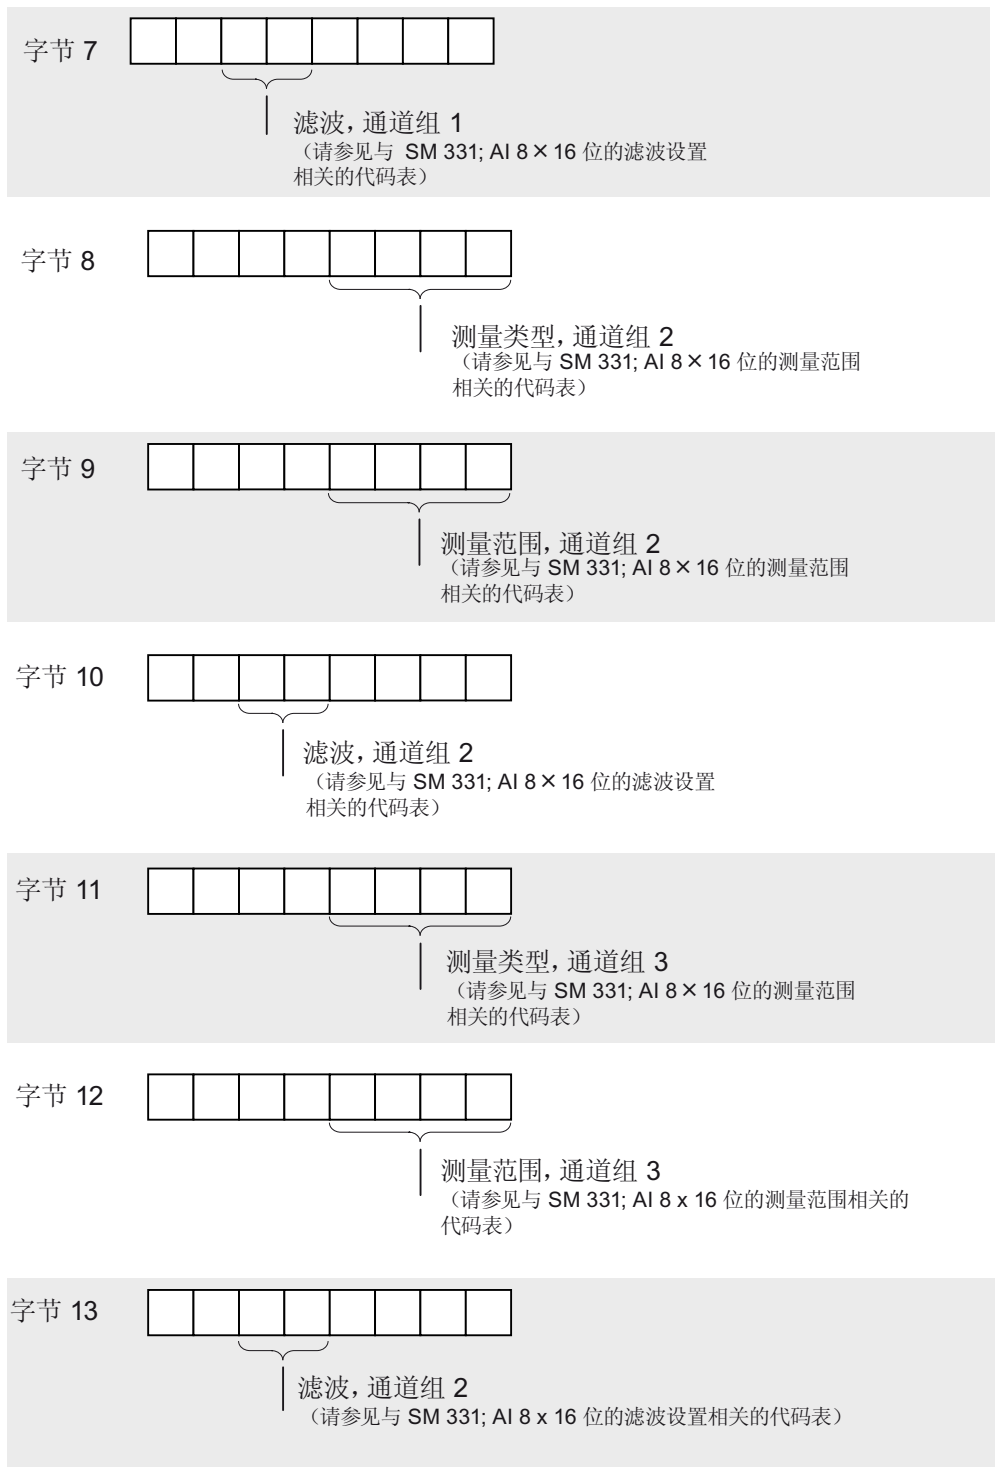 字节 7
滤波，通道组 1
（请参见与 SM 331; AI 8×16 位的滤波设置
相关的代码表）
字节 8
测量类型，通道组 2
（请参见与 SM 331; AI 8×16 位的测量范围
相关的代码表）
字节 9
测量范围，通道组 2
（请参见与 SM 331; AI 8×16 位的测量范围
相关的代码表）
字节 10
滤波，通道组 2
（请参见与 SM 331; AI 8×16 位的滤波设置
相关的代码表）
字节 11
测量类型，通道组 3
（请参见与 SM 331; AI 8×16 位的测量范围
相关的代码表）
字节 12
测量范围，通道组 3
（请参见与 SM 331; AI 8 x 16 位的测量范围相关的
代码表）
字节 13
滤波，通道组 2
（请参见与 SM 331; AI 8 x 16 位的滤波设置相关的代码表）